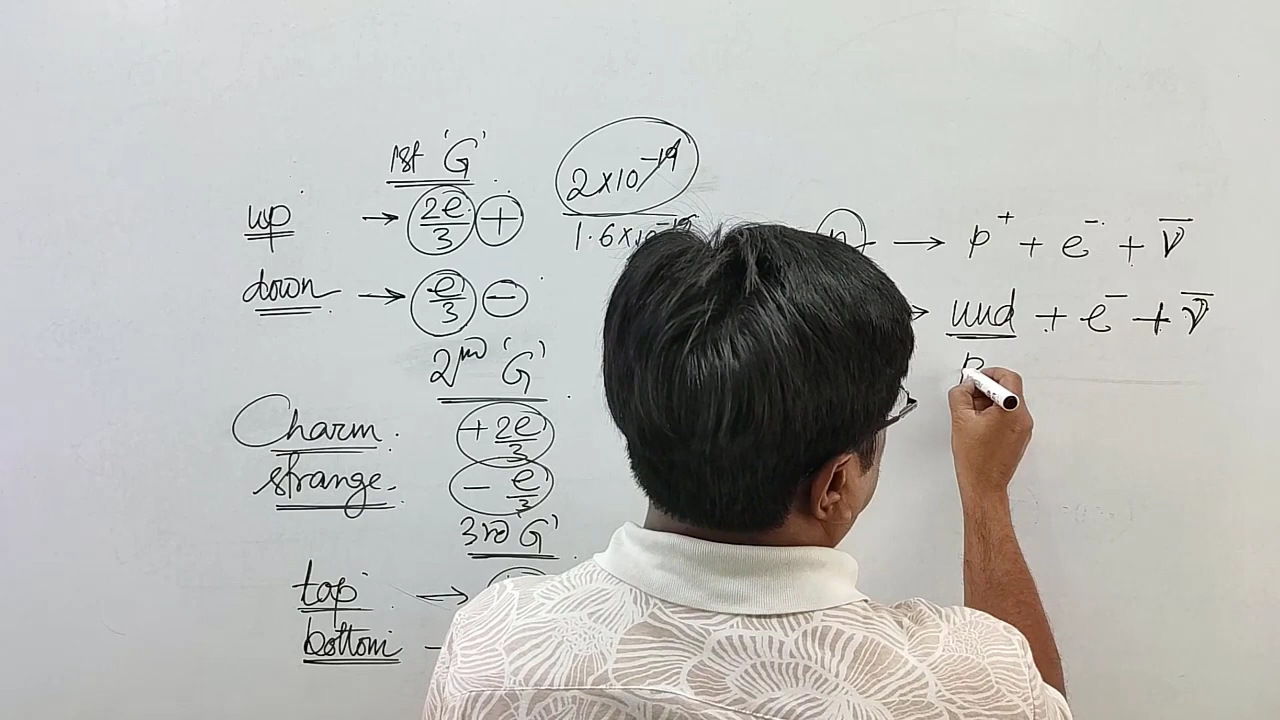 1st 'G'
up → 2e/3 +
down → e/3 −
2nd 'G'
Charm. + 2e/3
strange. − e/3
3rd 'G'
top →
bottom −
2×10⁻¹⁹
1.6×10⁻¹⁹
n → p⁺ + e⁻ + ν̄
→ uud + e⁻ + ν̄
p